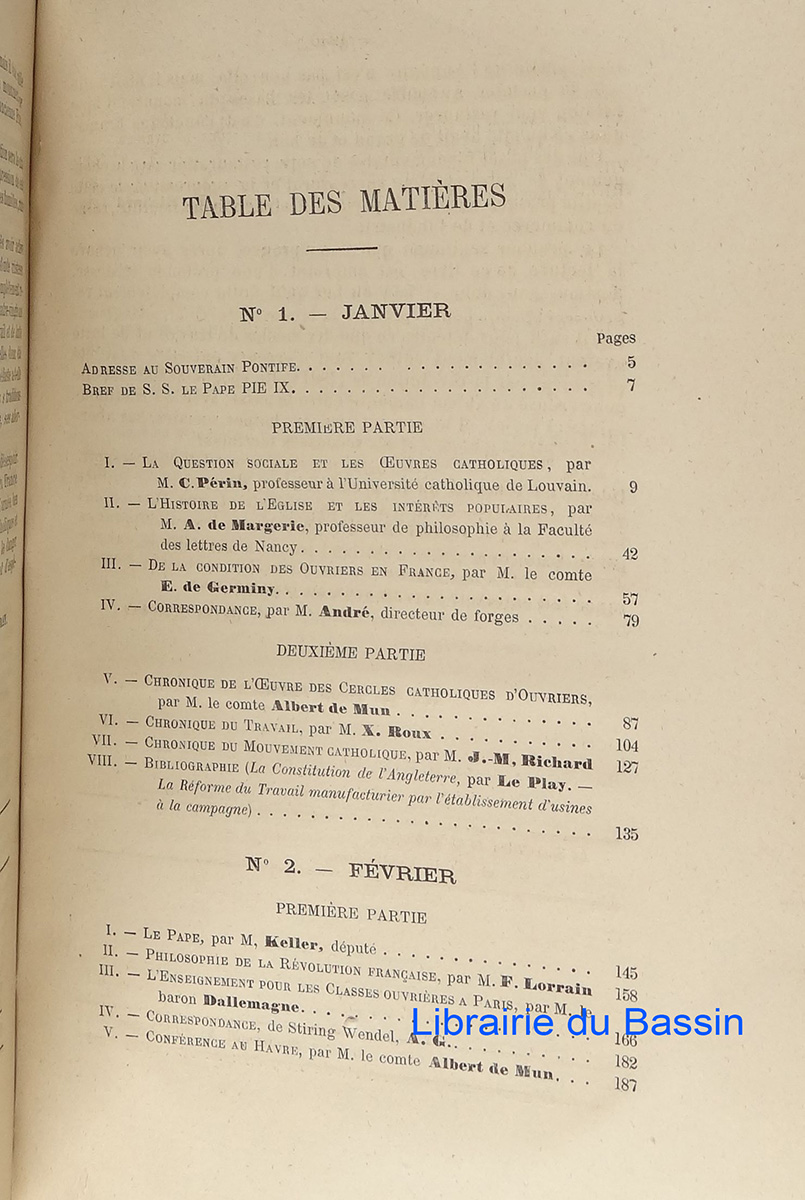 TABLE DES MATIÈRES
N° 1. — JANVIER
Pages
ADRESSE AU SOUVERAIN PONTIFE. . . . . . . . . . . . . . . . . . . . 5
BREF DE S. S. LE PAPE PIE IX. . . . . . . . . . . . . . . . . . . . 7
PREMIÈRE PARTIE
I. — LA QUESTION SOCIALE ET LES ŒUVRES CATHOLIQUES, par
M. C. Périn, professeur à l'Université catholique de Louvain. 9
II. — L'HISTOIRE DE L'EGLISE ET LES INTÉRÊTS POPULAIRES, par
M. A. de Margerie, professeur de philosophie à la Faculté
des lettres de Nancy. . . . . . . . . . . . . . . . . . . . 42
III. — DE LA CONDITION DES OUVRIERS EN FRANCE, par M. le comte
E. de Germiny. . . . . . . . . . . . . . . . . . . . . 57
IV. — CORRESPONDANCE, par M. André, directeur de forges . . . . . 79
DEUXIÈME PARTIE
V. — CHRONIQUE DE L'ŒUVRE DES CERCLES CATHOLIQUES D'OUVRIERS,
par M. le comte Albert de Mun . . . . . . . . . . . . . 87
VI. — CHRONIQUE DU TRAVAIL, par M. X. Roux . . . . . . . . . . 104
VII. — CHRONIQUE DU MOUVEMENT CATHOLIQUE, par M. J.-M. Richard 127
VIII. — BIBLIOGRAPHIE (La Constitution de l'Angleterre, par Le Play. —
La Réforme du Travail manufacturier par l'établissement d'usines
à la campagne) . . . . . . . . . . . . . . . . . . . . . . . 135
N° 2. — FÉVRIER
PREMIÈRE PARTIE
I. — LE PAPE, par M, Keller, député . . . . . . . . . . . . . . 145
II. — PHILOSOPHIE DE LA RÉVOLUTION FRANÇAISE, par M. F. Lorrain 158
III. — L'ENSEIGNEMENT POUR LES CLASSES OUVRIÈRES A PARIS, par M. le
baron Dallemagne. . . . . . . . . . . . . . . . . . . 166
IV. — CORRESPONDANCE, de Stiring Wendel, A. G. . . . . . . . . 182
V. — CONFÉRENCE AU HAVRE, par M. le comte Albert de Mun. . . . 187
Librairie du Bassin